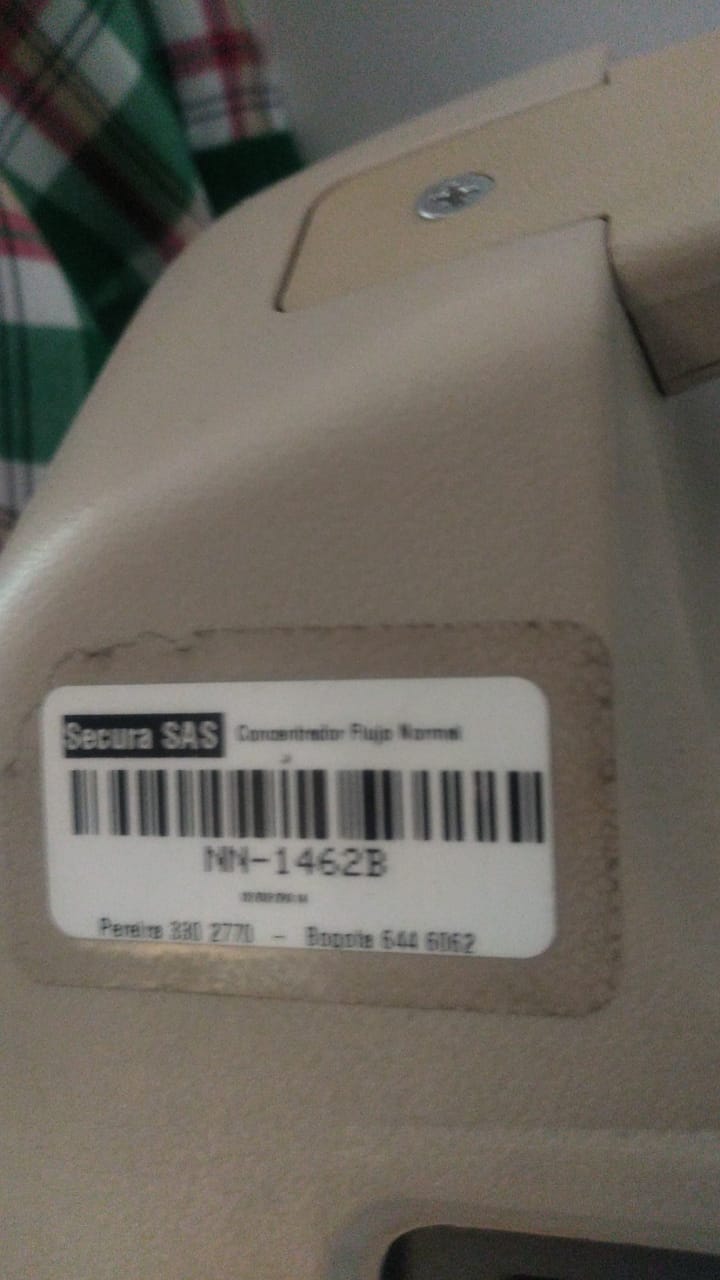 Secura SAS Concentrador Flujo Normal
NN-1462B
Pereira 330 2770 - Bogota 644 6062